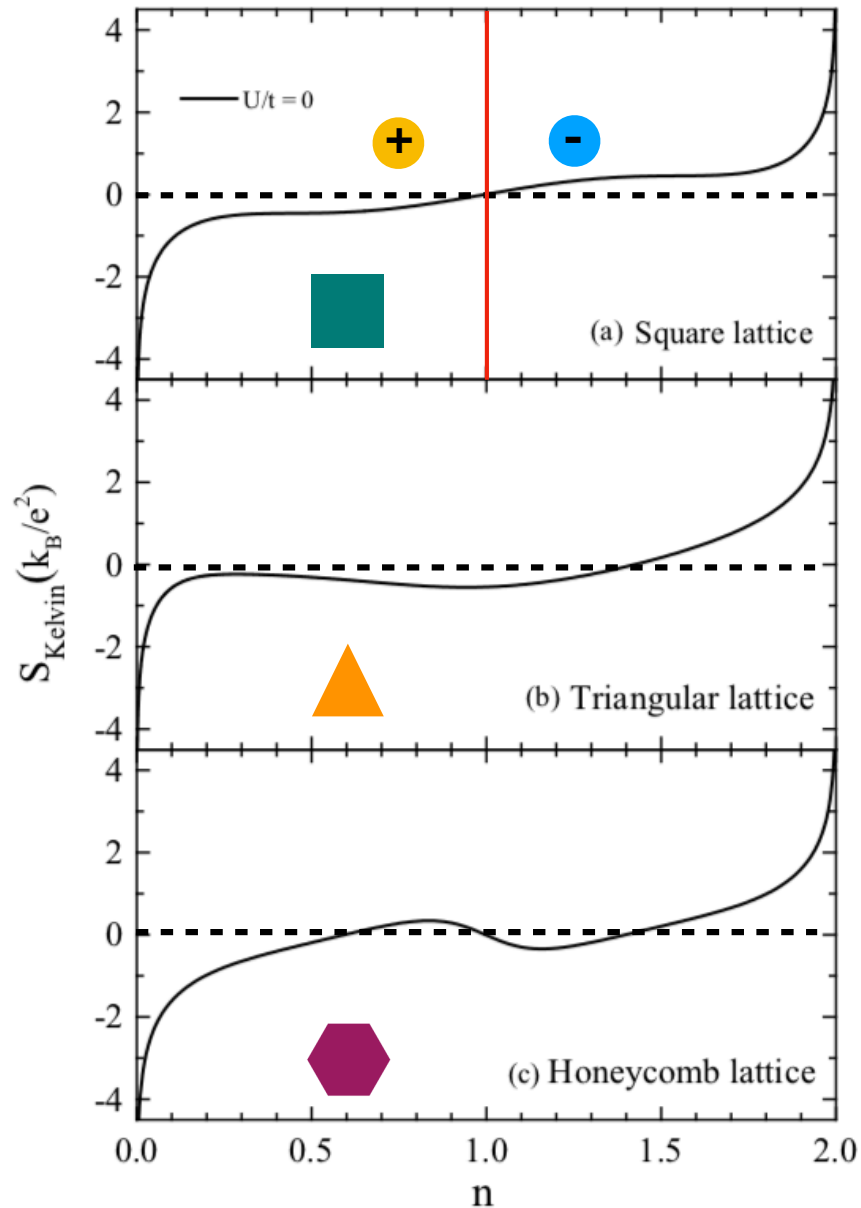 4
U/t = 0
2
+
-
0
-2
(a) Square lattice
-4
4
2
S_Kelvin(k_B/e²)
0
-2
(b) Triangular lattice
-4
4
2
0
-2
(c) Honeycomb lattice
-4
0.0 0.5 1.0 1.5 2.0
n